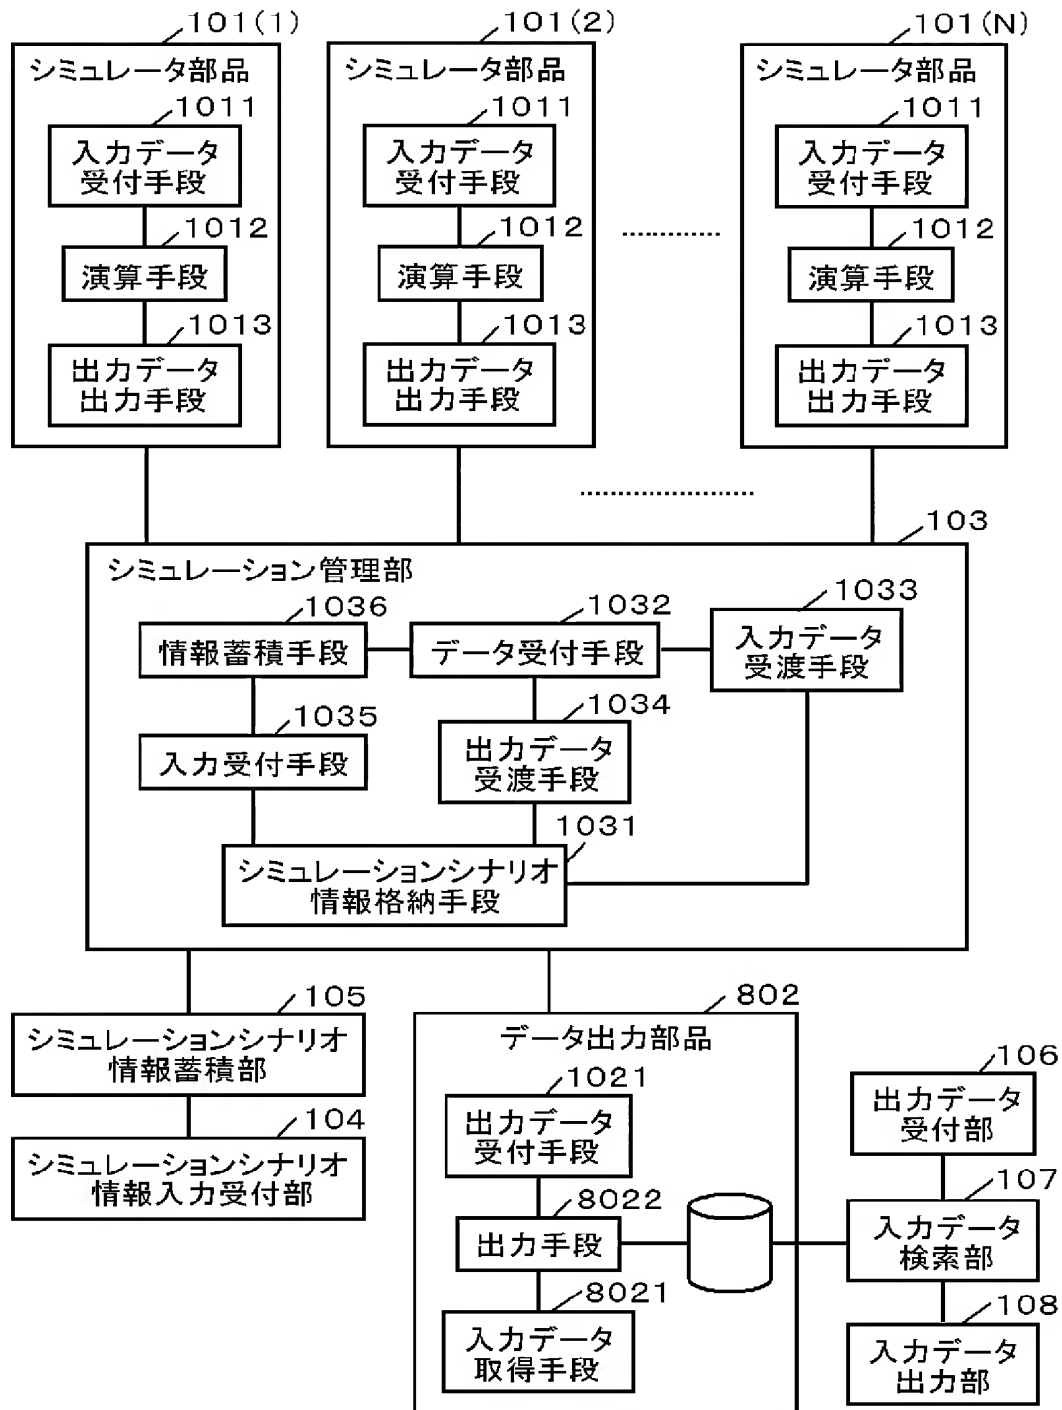 101(1)
シミュレータ部品
1011
入力データ
受付手段
1012
演算手段
1013
出力データ
出力手段
101(2)
シミュレータ部品
1011
入力データ
受付手段
1012
演算手段
1013
出力データ
出力手段
101(N)
シミュレータ部品
1011
入力データ
受付手段
1012
演算手段
1013
出力データ
出力手段
103
シミュレーション管理部
1036
情報蓄積手段
1032
データ受付手段
1033
入力データ
受渡手段
1035
入力受付手段
1034
出力データ
受渡手段
1031
シミュレーションシナリオ
情報格納手段
105
シミュレーションシナリオ
情報蓄積部
104
シミュレーションシナリオ
情報入力受付部
802
データ出力部品
1021
出力データ
受付手段
8022
出力手段
8021
入力データ
取得手段
106
出力データ
受付部
107
入力データ
検索部
108
入力データ
出力部